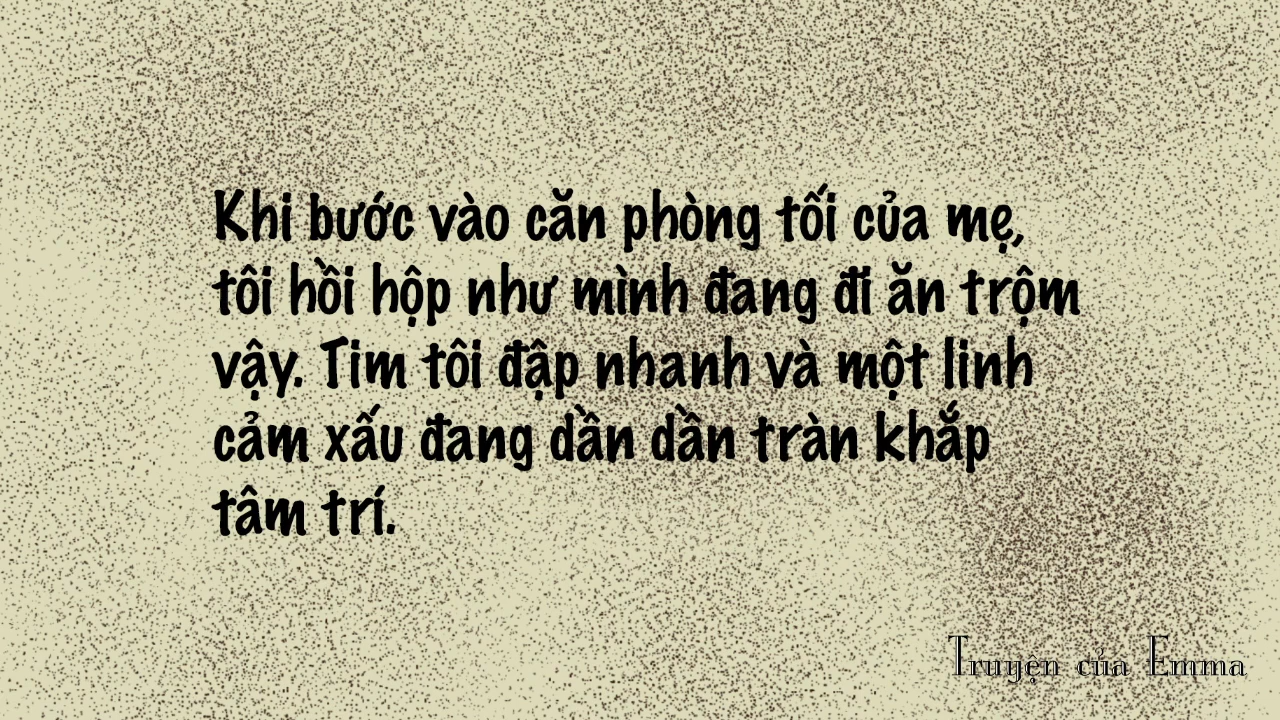 Khi bước vào căn phòng tối của mẹ,
tôi hồi hộp như mình đang đi ăn trộm
vậy. Tim tôi đập nhanh và một linh
cảm xấu đang dần dần tràn khắp
tâm trí.
Truyện của Emma